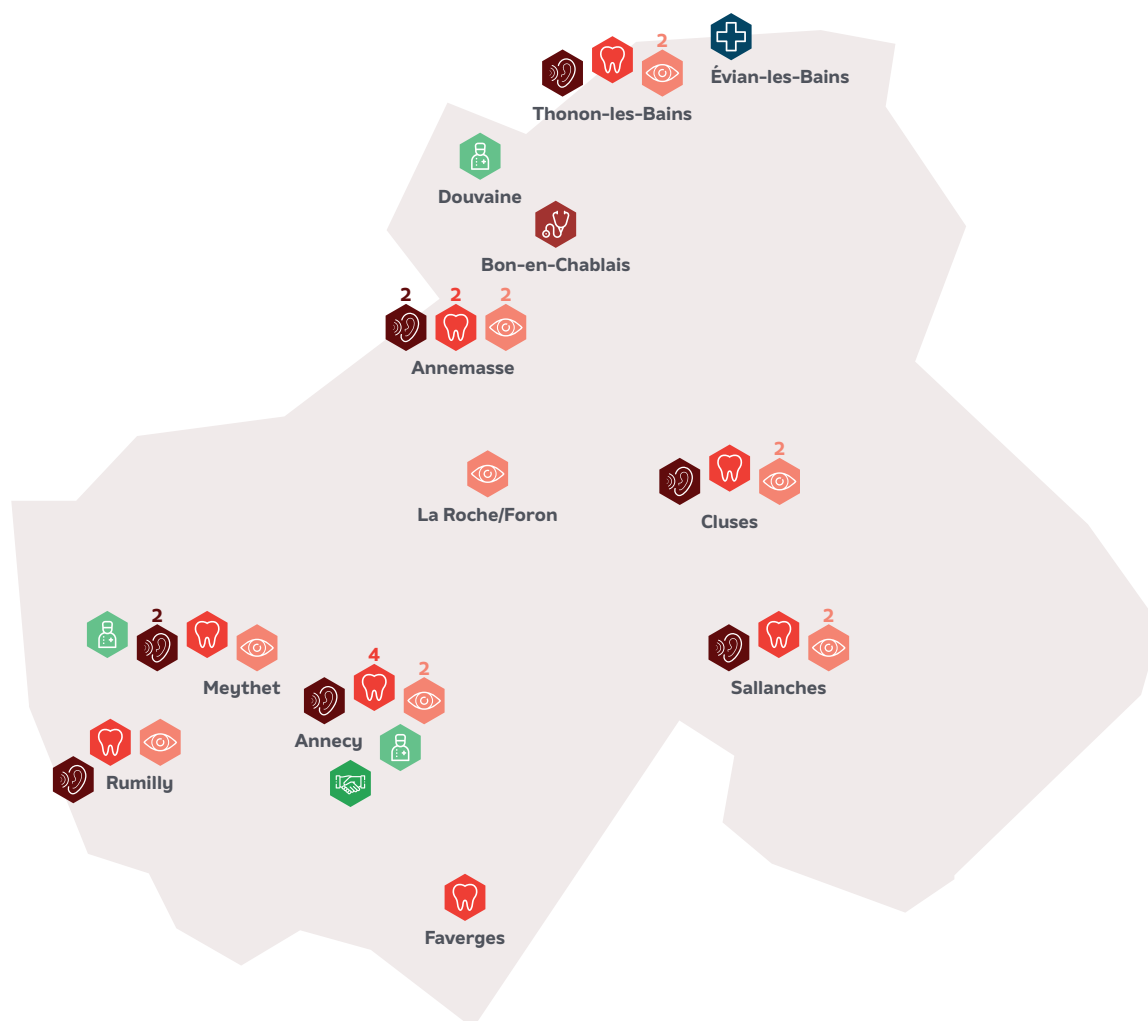 2
Évian-les-Bains
Thonon-les-Bains
Douvaine
Bon-en-Chablais
2 2 2
Annemasse
2
La Roche/Foron
Cluses
2
Meythet
2
Sallanches
4
2
Annecy
Rumilly
Faverges